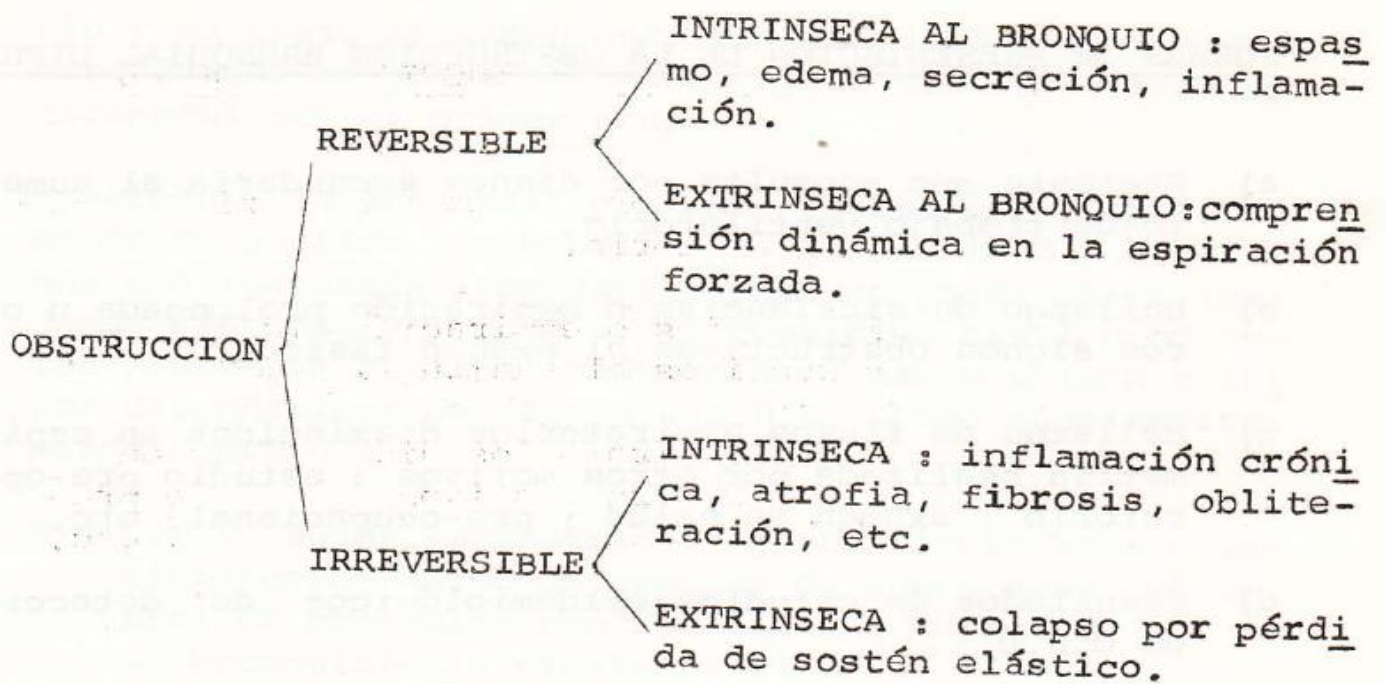 INTRINSECA AL BRONQUIO : espas
mo, edema, secreción, inflama-
ción.
REVERSIBLE
EXTRINSECA AL BRONQUIO:compren
sión dinámica en la espiración
forzada.
OBSTRUCCION
INTRINSECA : inflamación cróni
ca, atrofia, fibrosis, oblite-
ración, etc.
IRREVERSIBLE
EXTRINSECA : colapso por pérdi
da de sostén elástico.